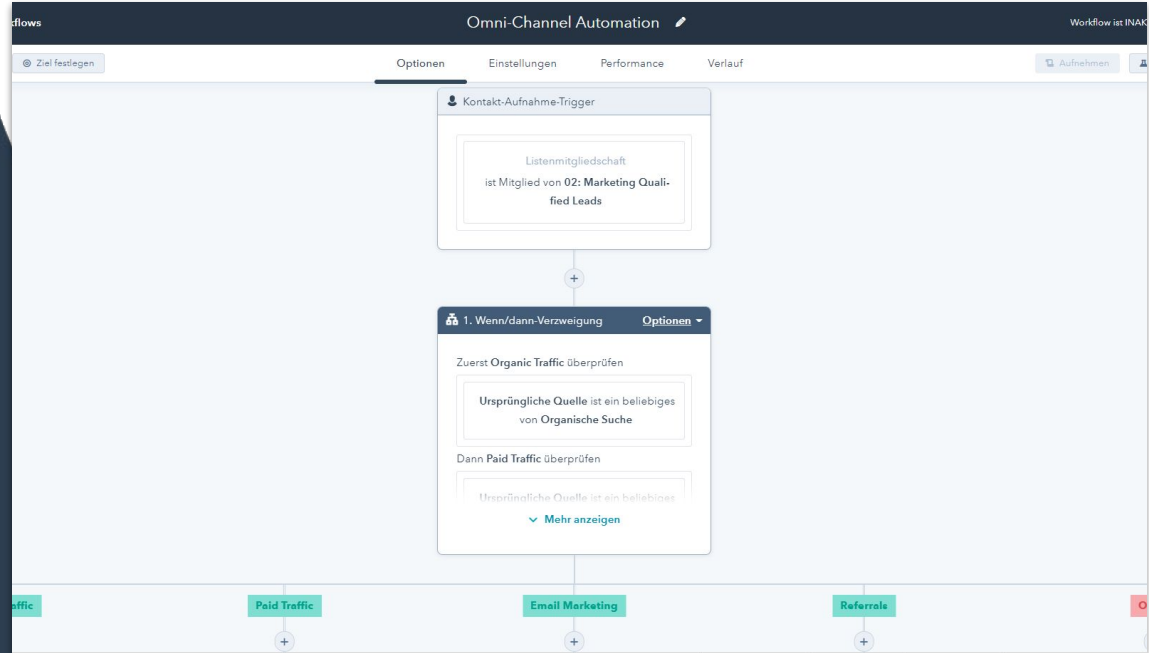 Omni-Channel Automation
Workflow ist
Ziel festlegen
Optionen
Einstellungen
Performance
Verlauf
Aufnehmen
Kontakt-Aufnahme-Trigger
Listenmitgliedschaft
ist Mitglied von 02: Marketing Quali-
fied Leads
+
1. Wenn/dann-Verzweigung
Optionen
Zuerst Organic Traffic überprüfen
Ursprüngliche Quelle ist ein beliebiges
von Organische Suche
Dann Paid Traffic überprüfen
Ursprüngliche Quelle ist ein beliebiges
Mehr anzeigen
Paid Traffic
Email Marketing
Referrals
+
+
+